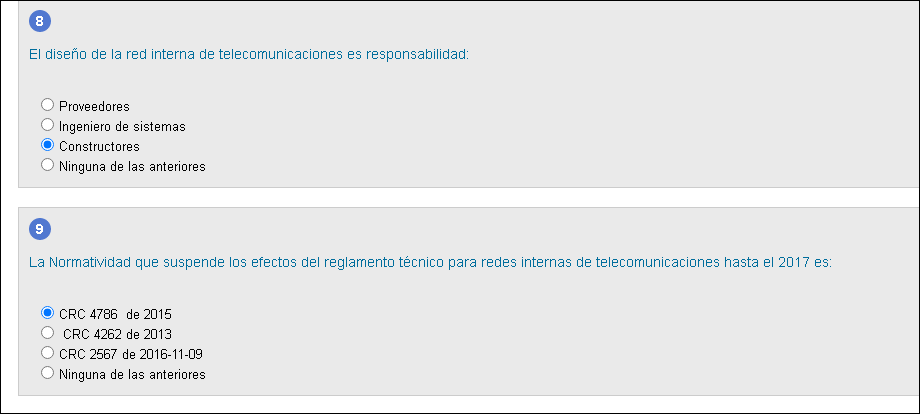 8
El diseño de la red interna de telecomunicaciones es responsabilidad:
Proveedores
Ingeniero de sistemas
Constructores
Ninguna de las anteriores
9
La Normatividad que suspende los efectos del reglamento técnico para redes internas de telecomunicaciones hasta el 2017 es:
CRC 4786 de 2015
CRC 4262 de 2013
CRC 2567 de 2016-11-09
Ninguna de las anteriores